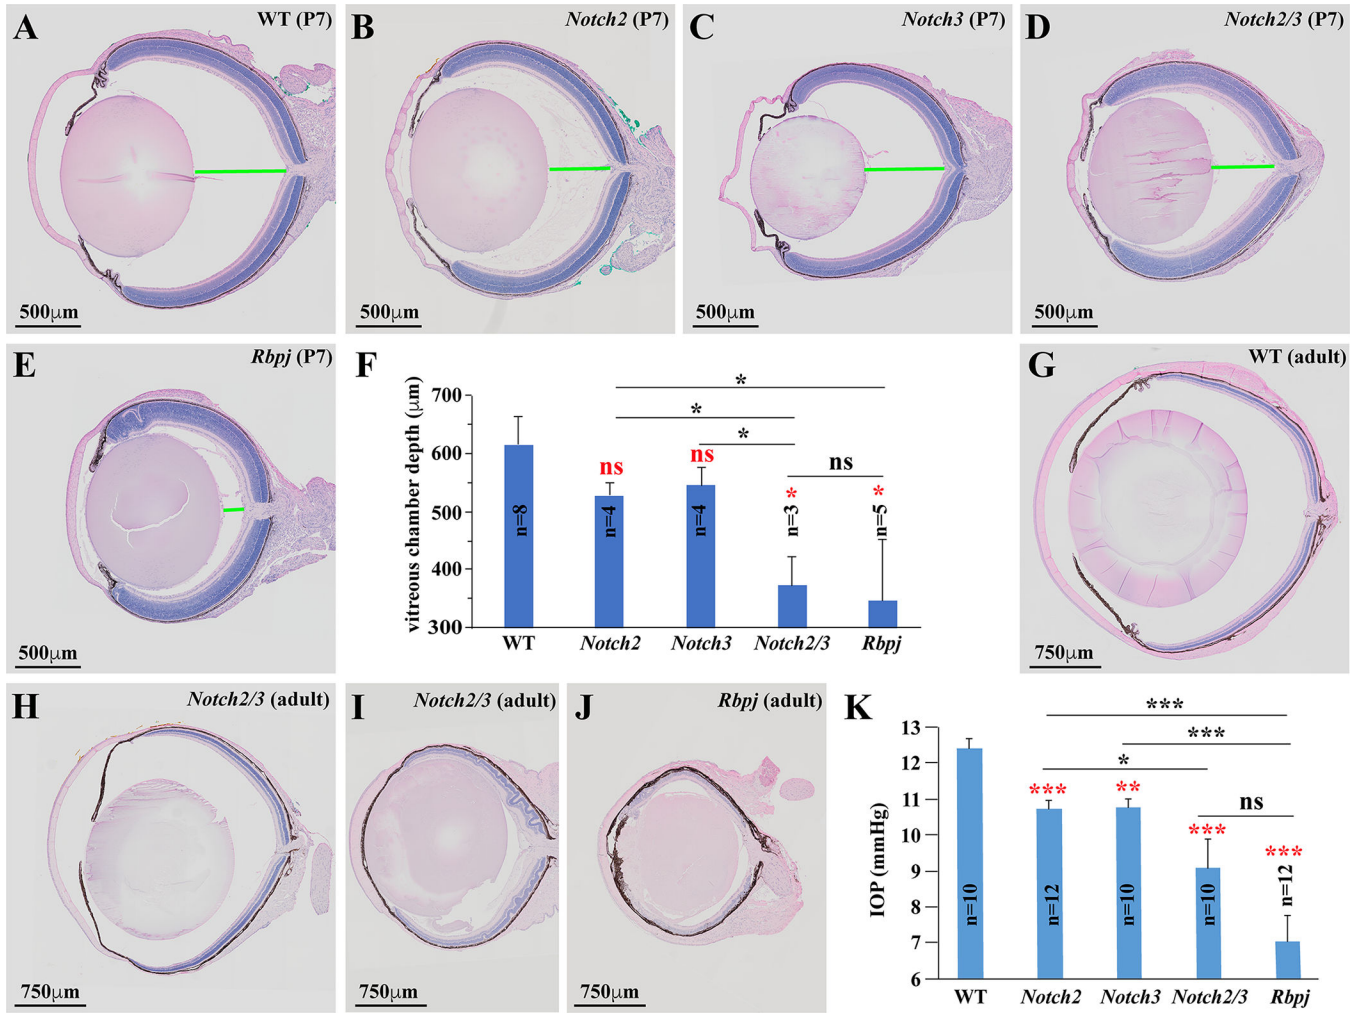 A
WT (P7)
500μm
B
Notch2 (P7)
500μm
C
Notch3 (P7)
500μm
D
Notch2/3 (P7)
500μm
E
Rbpj (P7)
500μm
F
vitreous chamber depth (μm)
700
600
500
400
300
*
*
*
ns
ns
ns
*
*
n=8
n=4
n=4
n=3
n=5
WT
Notch2
Notch3
Notch2/3
Rbpj
G
WT (adult)
750μm
H
Notch2/3 (adult)
750μm
I
Notch2/3 (adult)
750μm
J
Rbpj (adult)
750μm
K
IOP (mmHg)
13
12
11
10
9
8
7
6
***
***
*
ns
***
**
***
***
n=10
n=12
n=10
n=10
n=12
WT
Notch2
Notch3
Notch2/3
Rbpj